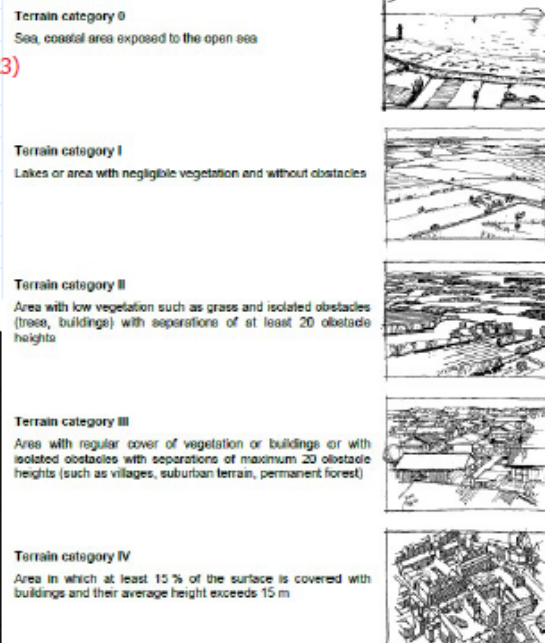 Terrain category 0
Sea, coastal area exposed to the open sea
3)
Terrain category I
Lakes or area with negligible vegetation and without obstacles
Terrain category II
Area with low vegetation such as grass and isolated obstacles
(trees, buildings) with separations of at least 20 obstacle
heights
Terrain category III
Area with regular cover of vegetation or buildings or with
isolated obstacles with separations of maximum 20 obstacle
heights (such as villages, suburban terrain, permanent forest)
Terrain category IV
Area in which at least 15 % of the surface is covered with
buildings and their average height exceeds 15 m